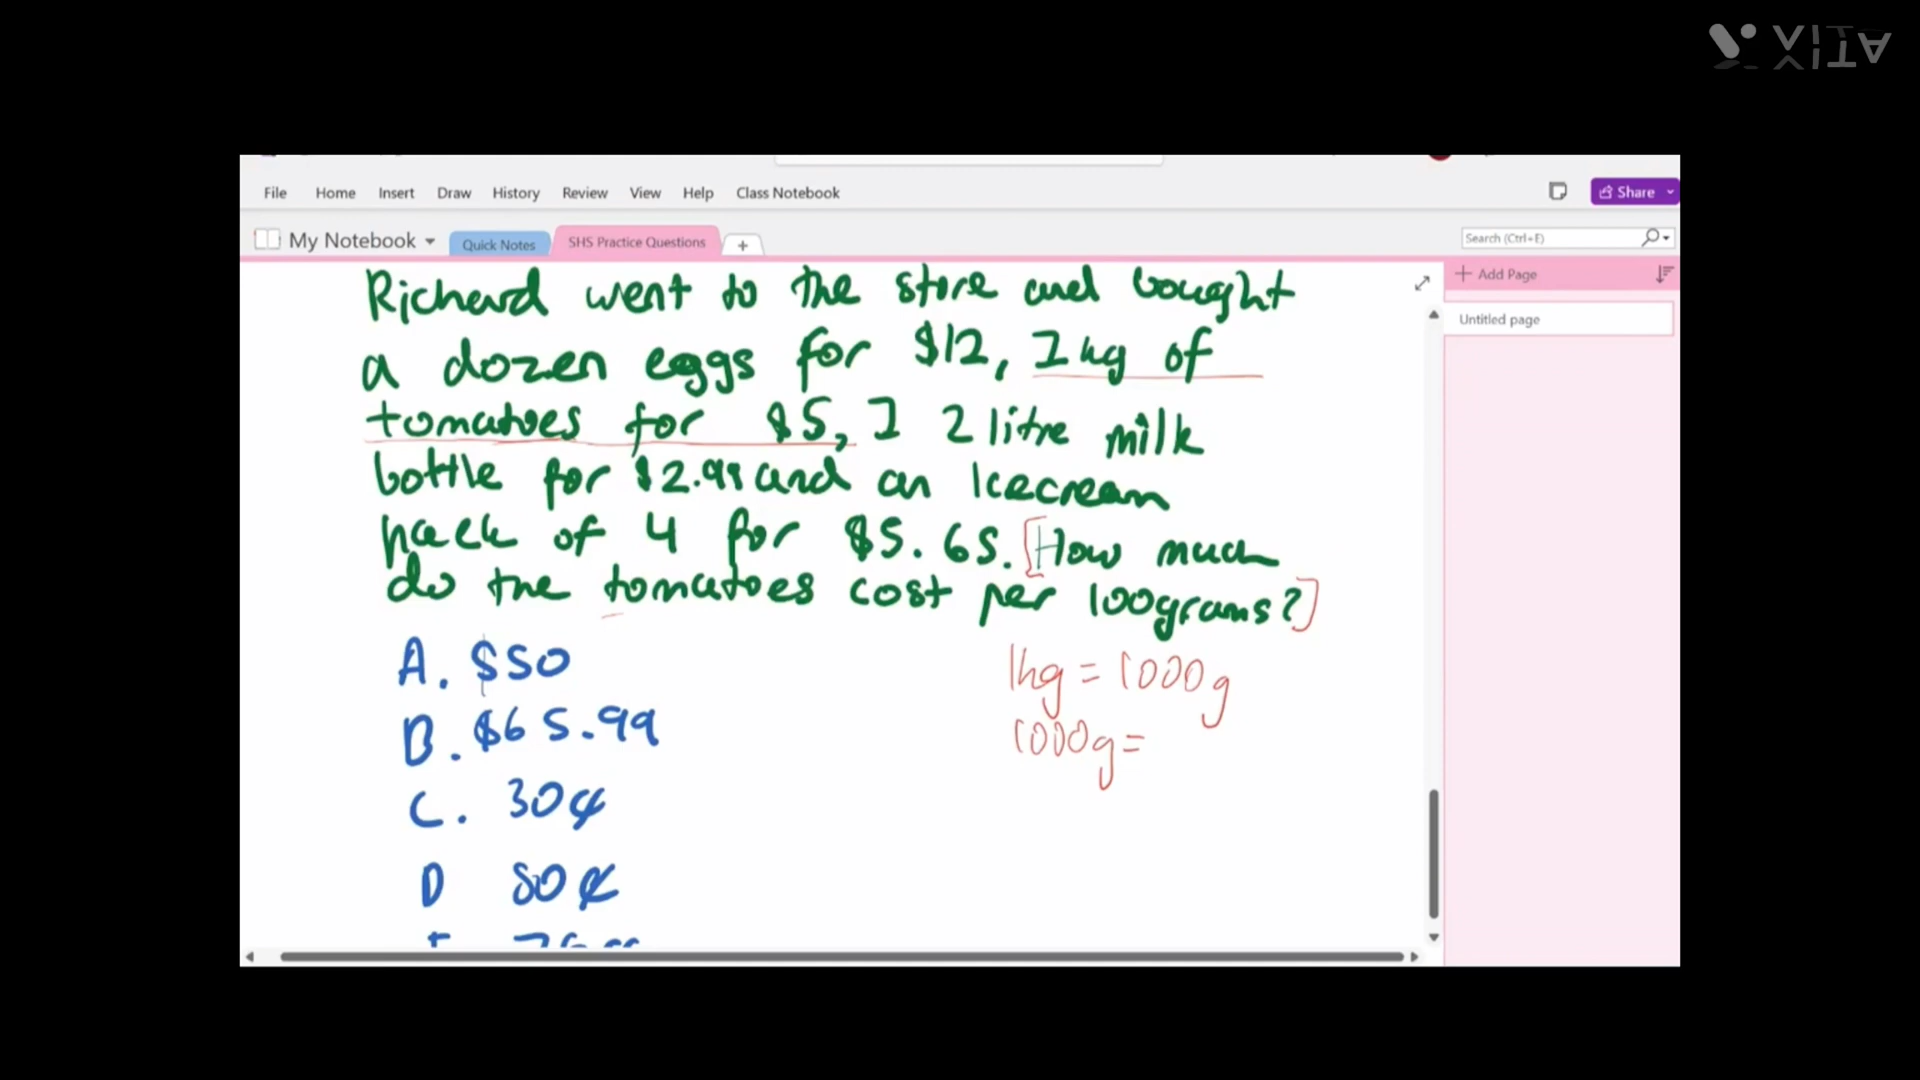 VITA
File Home Insert Draw History Review View Help Class Notebook Share
My Notebook Quick Notes SHS Practice Questions + Search (Ctrl+E)
Add Page
Untitled page
Richard went to the store and bought
a dozen eggs for $12, 1kg of
tomatoes for $5, 1 2 litre milk
bottle for $2.99 and an Icecream
pack of 4 for $5.65. [How much
do the tomatoes cost per 100grams?]
A. $50
B. $65.99
C. 30¢
D 80¢
1kg = 1000g
1000g =